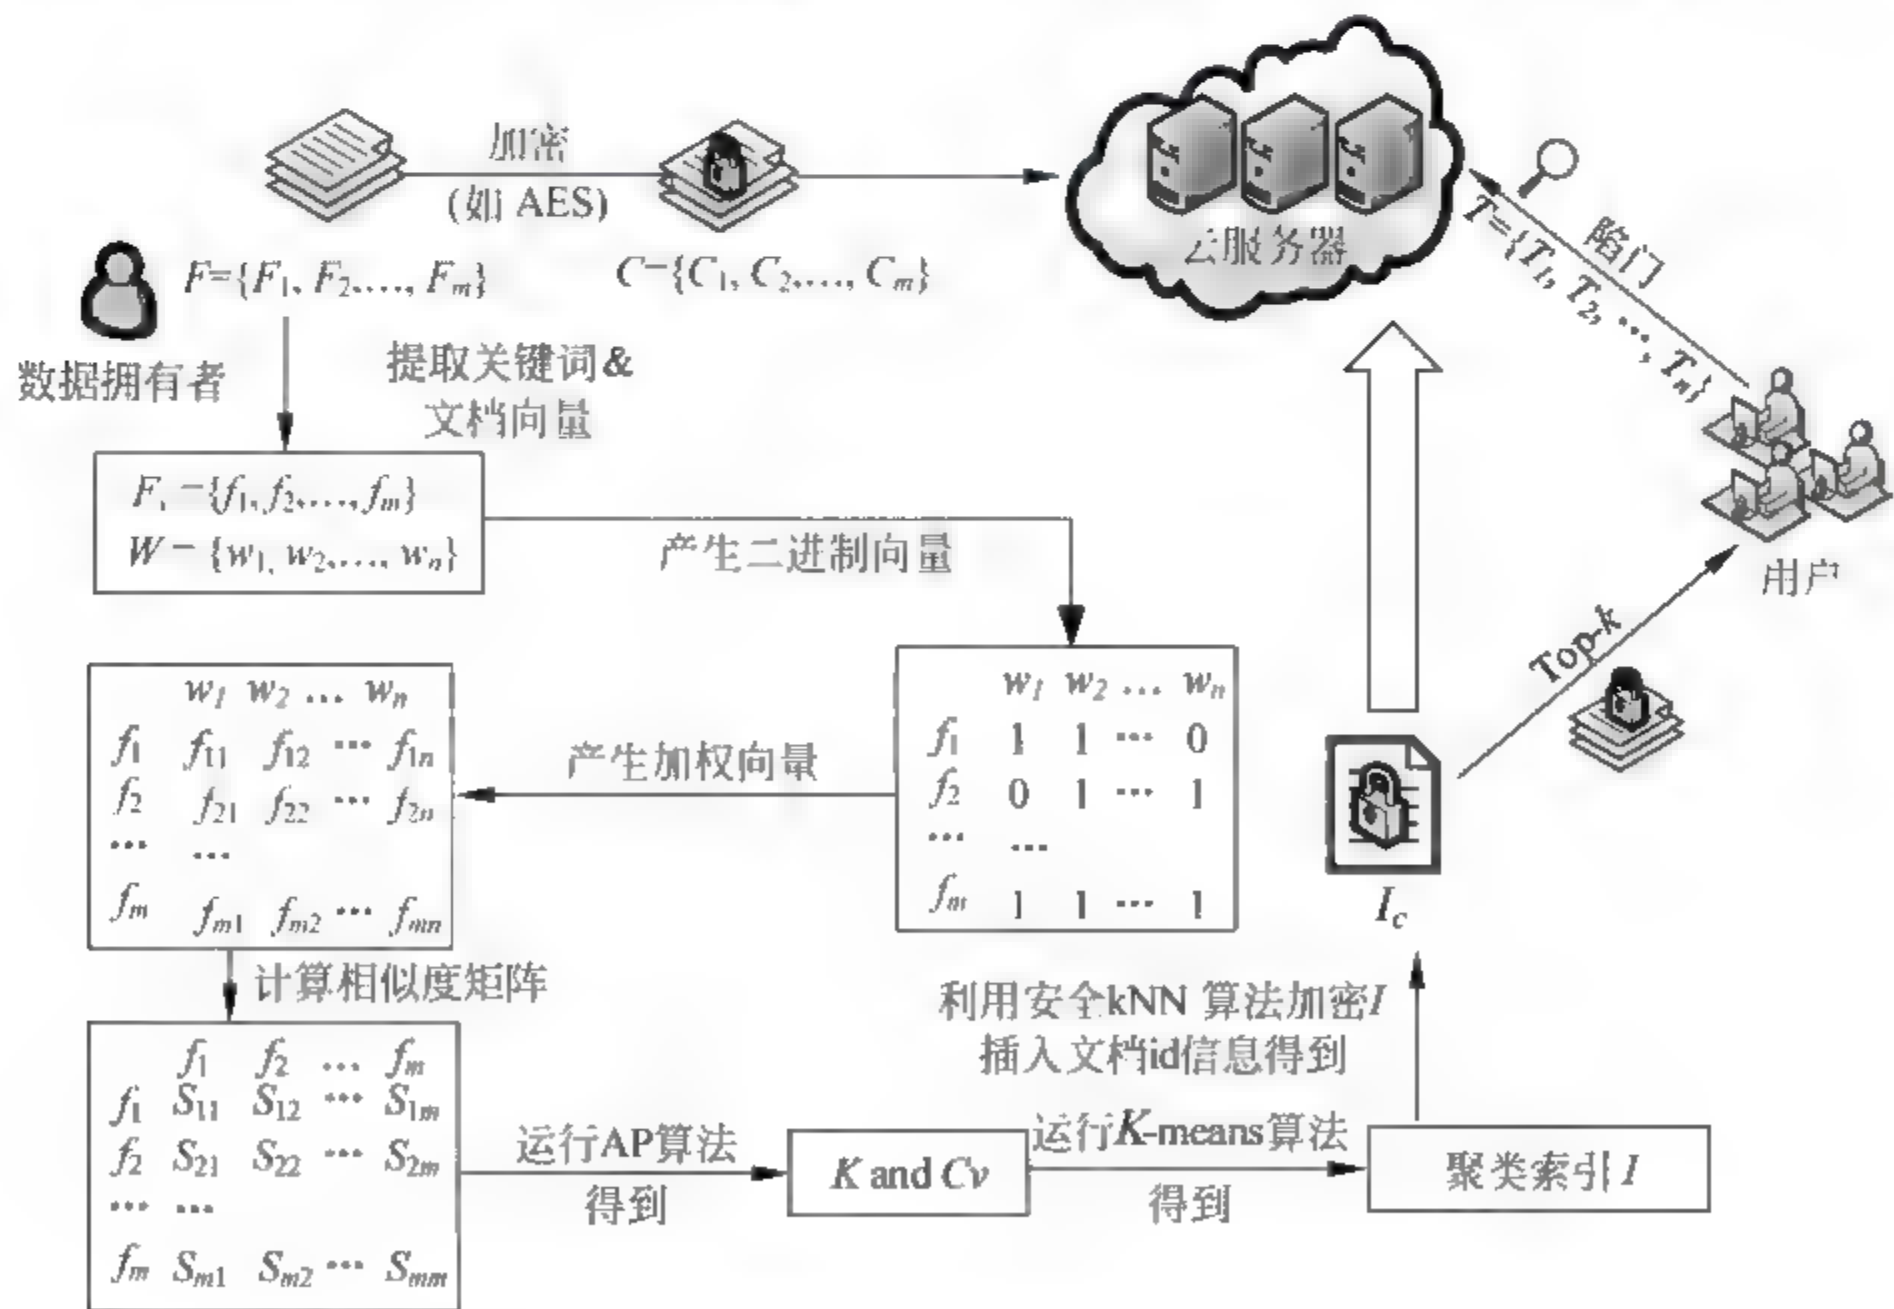 加密
(如 AES)
云服务器
陷门
T={T1, T2, ..., Tn}
F={F1, F2,..., Fm}
C={C1, C2,..., Cm}
数据拥有者
提取关键词&
文档向量
={f1, f2,..., fm}
W={w1, w2,..., wn}
产生二进制向量
用户
Top-k
w1 w2 ... wn
f1 f11 f12 ... f1n
f2 f21 f22 ... f2n
... ...
fm fm1 fm2 ... fmn
产生加权向量
w1 w2 ... wn
f1 1 1 ... 0
f2 0 1 ... 1
... ...
fm 1 1 ... 1
Ic
计算相似度矩阵
利用安全kNN 算法加密I
插入文档id信息得到
f1 f2 ... fm
f1 S11 S12 ... S1m
f2 S21 S22 ... S2m
... ...
fm Sm1 Sm2 ... Smm
运行AP算法
得到
K and Cv
运行K-means算法
得到
聚类索引 I